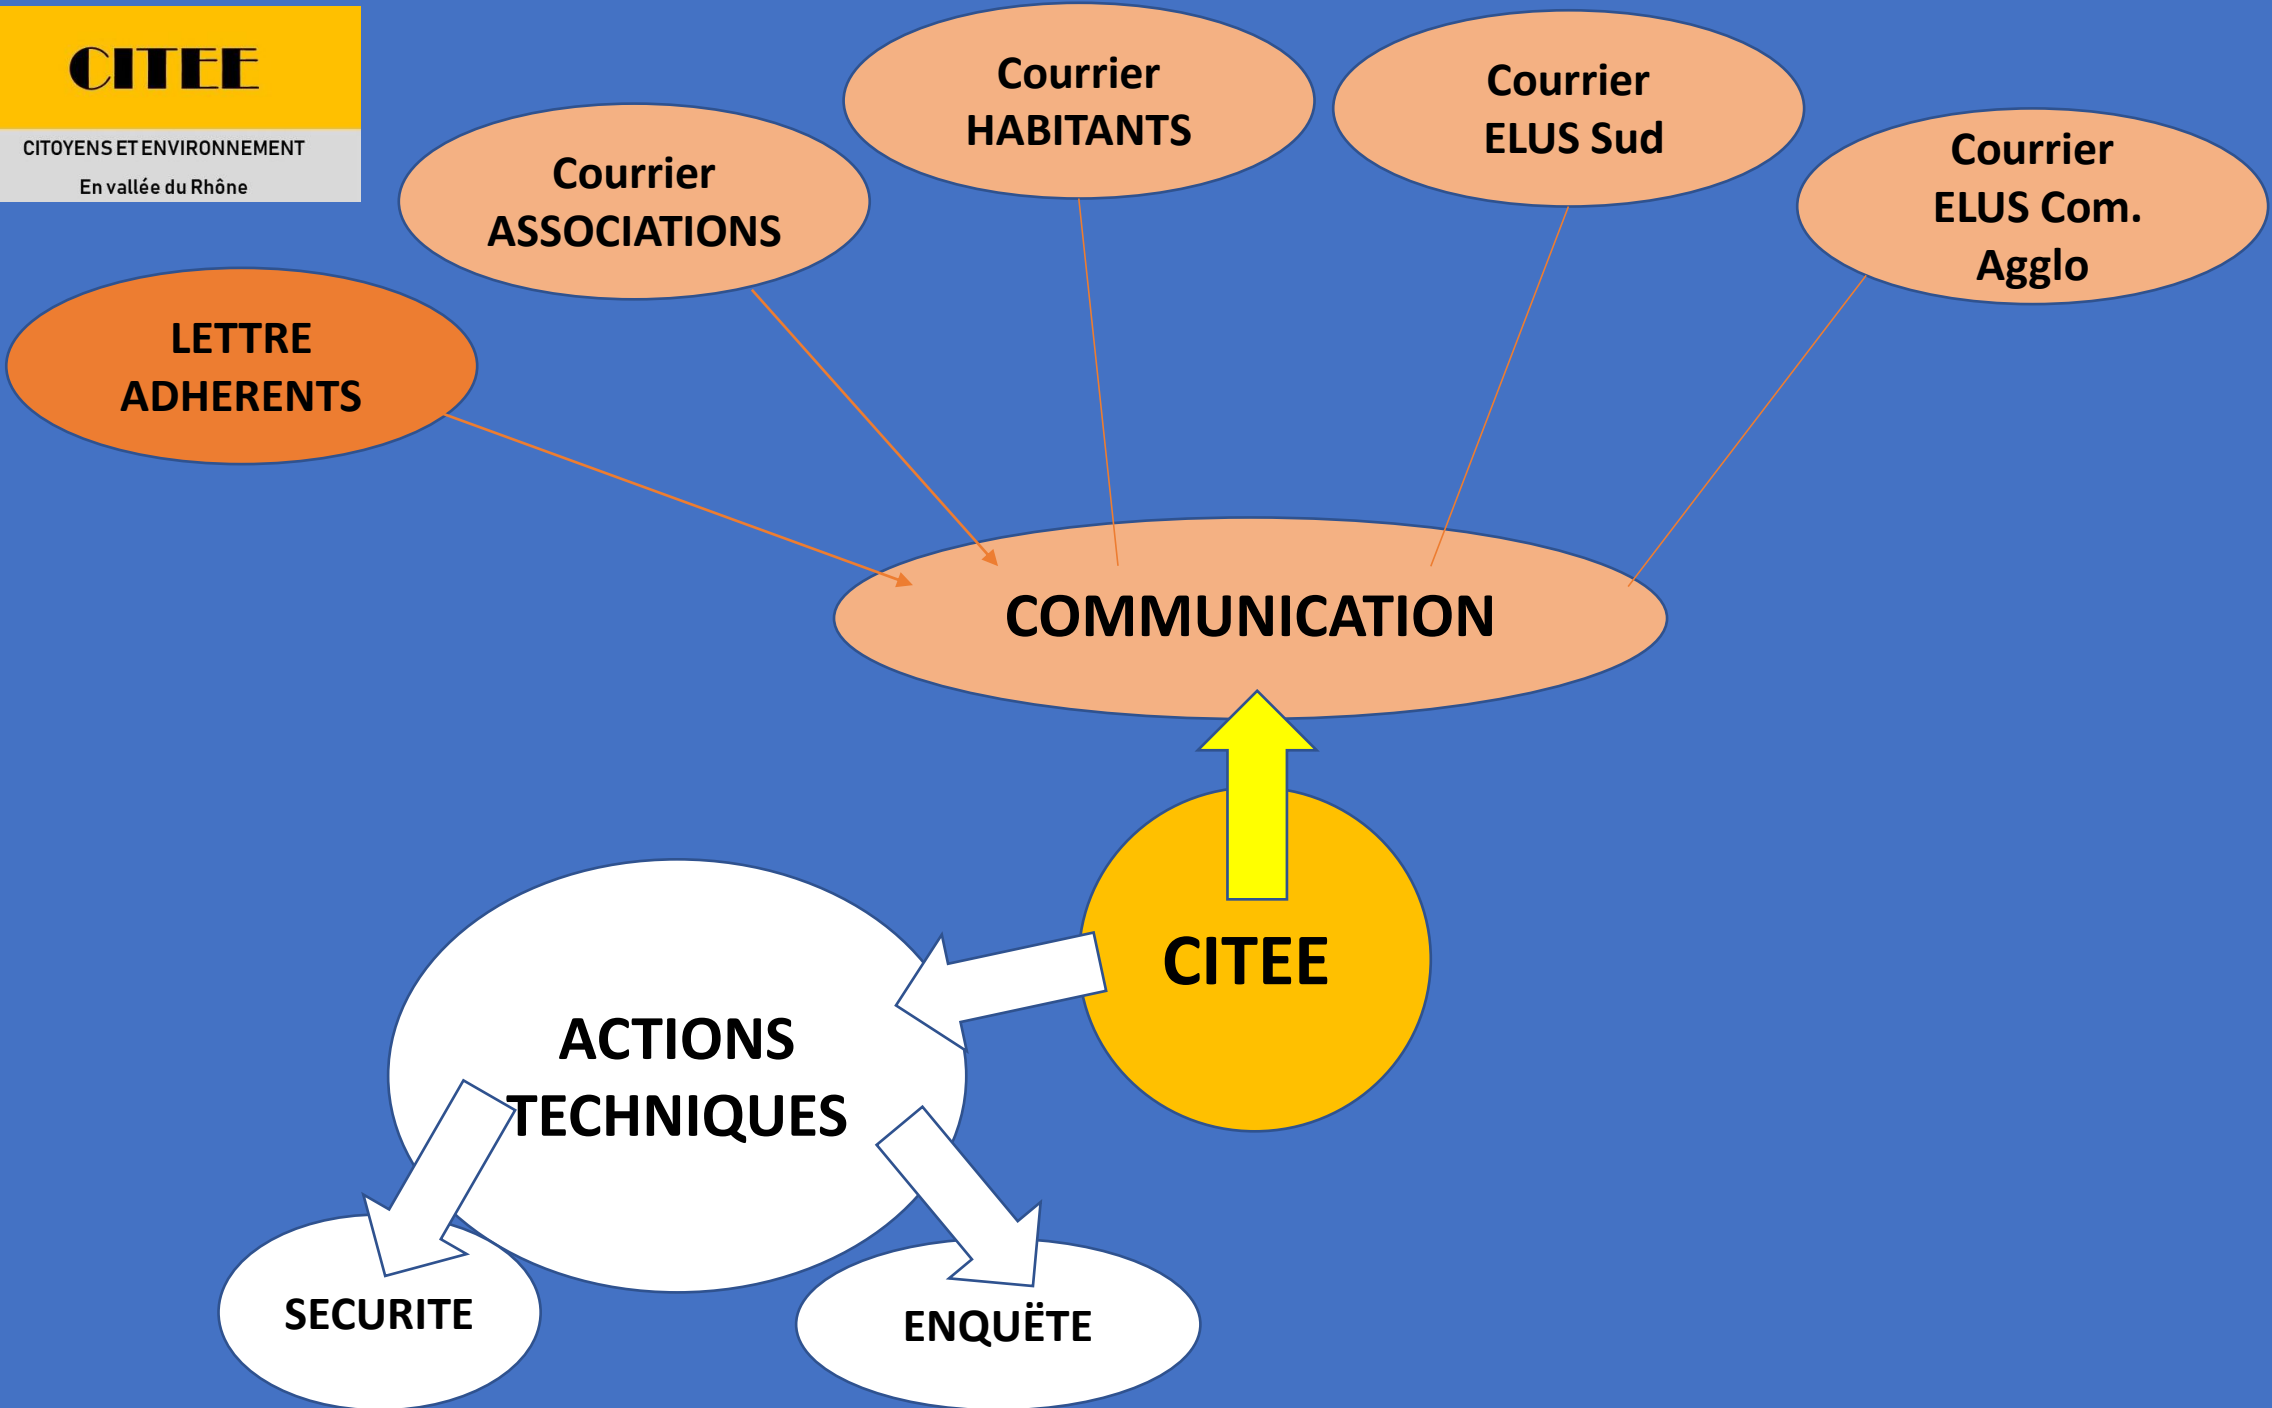 CITEE
CITOYENS ET ENVIRONNEMENT
En vallée du Rhône
Courrier
HABITANTS
Courrier
ELUS Sud
Courrier
ASSOCIATIONS
Courrier
ELUS Com.
Agglo
LETTRE
ADHERENTS
COMMUNICATION
CITEE
ACTIONS
TECHNIQUES
SECURITE
ENQUËTE